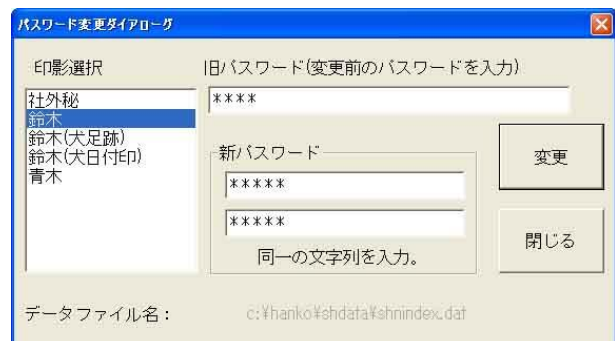 パスワード変更ダイアローグ
印影選択
旧パスワード(変更前のパスワードを入力)
社外秘
鈴木
鈴木(犬足跡)
鈴木(犬日付印)
青木
****
新パスワード
*****
*****
同一の文字列を入力。
変更
閉じる
データファイル名:
c:¥hanko¥shdata¥shnindex.dat